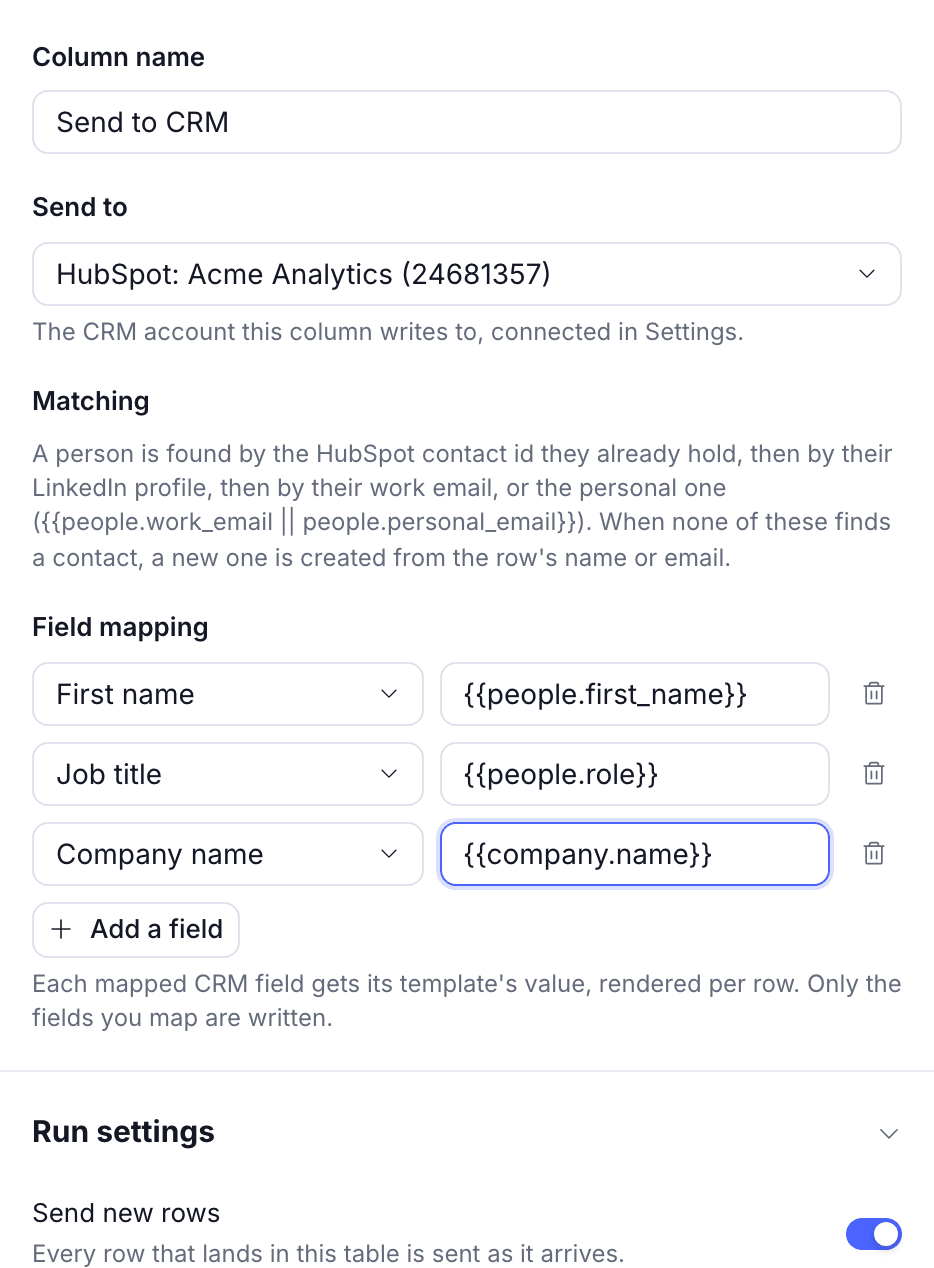 Column name
Send to CRM
Send to
HubSpot: Acme Analytics (24681357)
The CRM account this column writes to, connected in Settings.
Matching
A person is found by the HubSpot contact id they already hold, then by their
LinkedIn profile, then by their work email, or the personal one
({{people.work_email || people.personal_email}}). When none of these finds
a contact, a new one is created from the row's name or email.
Field mapping
First name {{people.first_name}}
Job title {{people.role}}
Company name {{company.name}}
Add a field
Each mapped CRM field gets its template's value, rendered per row. Only the
fields you map are written.
Run settings
Send new rows
Every row that lands in this table is sent as it arrives.